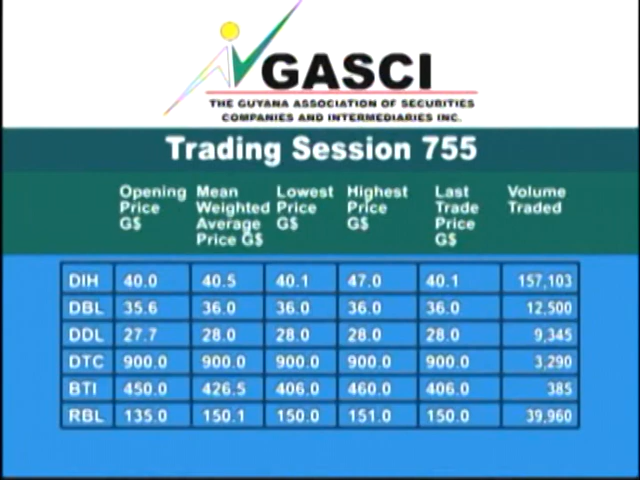 GASCI
THE GUYANA ASSOCIATION OF SECURITIES
COMPANIES AND INTERMEDIARIES INC.
Trading Session 755
Opening Price G$ Mean Weighted Average Price G$ Lowest Price G$ Highest Price G$ Last Trade Price G$ Volume Traded
DIH 40.0 40.5 40.1 47.0 40.1 157,103
DBL 35.6 36.0 36.0 36.0 36.0 12,500
DDL 27.7 28.0 28.0 28.0 28.0 9,345
DTC 900.0 900.0 900.0 900.0 900.0 3,290
BTI 450.0 426.5 406.0 460.0 406.0 385
RBL 135.0 150.1 150.0 151.0 150.0 39,960